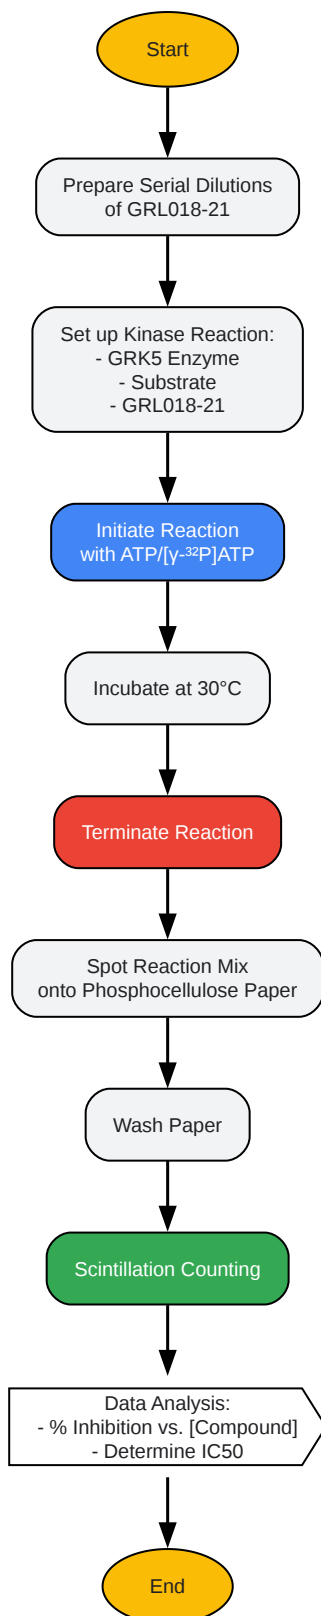 Start
Prepare Serial Dilutions
of GRL018-21
Set up Kinase Reaction:
- GRK5 Enzyme
- Substrate
- GRL018-21
Initiate Reaction
with ATP/[γ-³²P]ATP
Incubate at 30°C
Terminate Reaction
Spot Reaction Mix
onto Phosphocellulose Paper
Wash Paper
Scintillation Counting
Data Analysis:
- % Inhibition vs. [Compound]
- Determine IC50
End